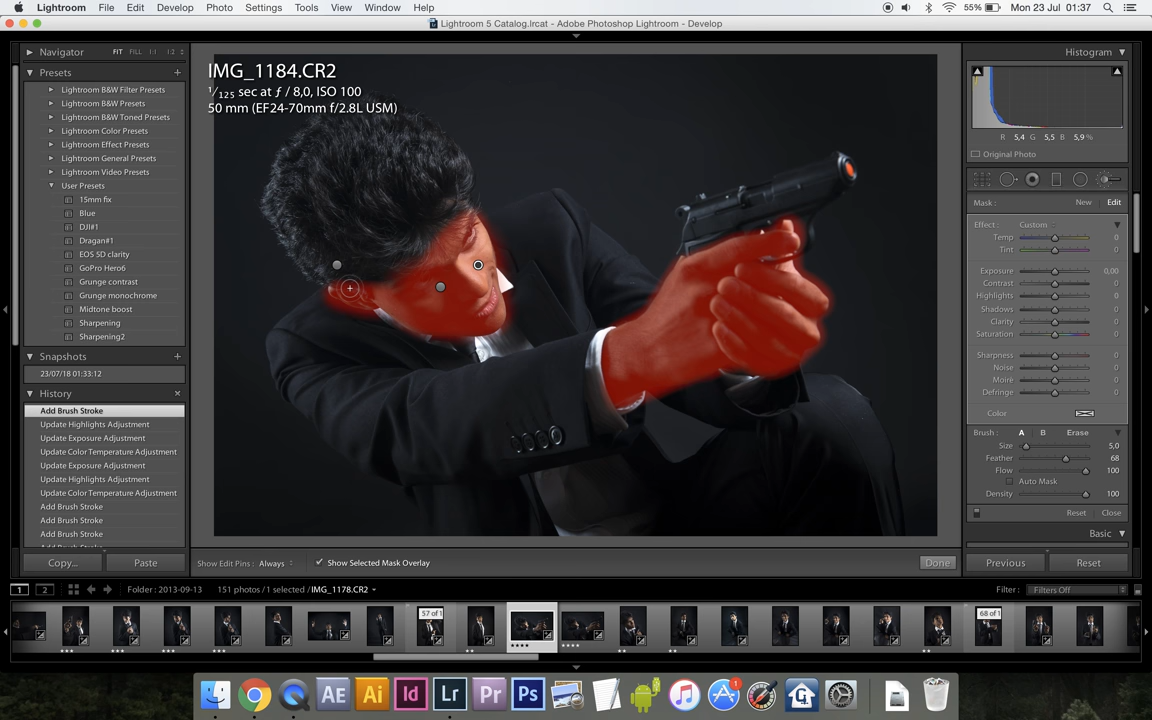 Lightroom File Edit Develop Photo Settings Tools View Window Help 55% Mon 23 Jul 01:37
Lightroom 5 Catalog.lrcat - Adobe Photoshop Lightroom - Develop
Navigator FIT FILL 1:1 1:2
Presets
Lightroom B&W Filter Presets
Lightroom B&W Presets
Lightroom B&W Toned Presets
Lightroom Color Presets
Lightroom Effect Presets
Lightroom General Presets
Lightroom Video Presets
User Presets
15mm fix
Blue
DJI#1
Dragan#1
EOS 5D clarity
GoPro Hero6
Grunge contrast
Grunge monochrome
Midtone boost
Sharpening
Sharpening2
Snapshots
23/07/18 01:33:12
History
Add Brush Stroke
Update Highlights Adjustment
Update Exposure Adjustment
Update Color Temperature Adjustment
Update Exposure Adjustment
Update Highlights Adjustment
Update Color Temperature Adjustment
Add Brush Stroke
Add Brush Stroke
Add Brush Stroke
Add Brush Stroke
Copy... Paste
IMG_1184.CR2
1/125 sec at ƒ / 8,0, ISO 100
50 mm (EF24-70mm f/2.8L USM)
Show Edit Pins: Always Show Selected Mask Overlay Done
Histogram
R 5,4 G 5,5 B 5,9 %
Original Photo
Mask: New Edit
Effect: Custom
Temp
Tint
Exposure 0,00
Contrast 0
Highlights 0
Shadows 0
Clarity 0
Saturation 0
Sharpness 0
Noise 0
Moiré 0
Defringe 0
Color
Brush: A B Erase
Size 5,0
Feather 68
Flow 100
Auto Mask
Density 100
Reset Close
Basic
Previous Reset
1 2 Folder: 2013-09-13 151 photos / 1 selected / IMG_1178.CR2 Filter: Filters Off
57 of 1 68 of 1
AE Ai Id Lr Pr Ps 1 G